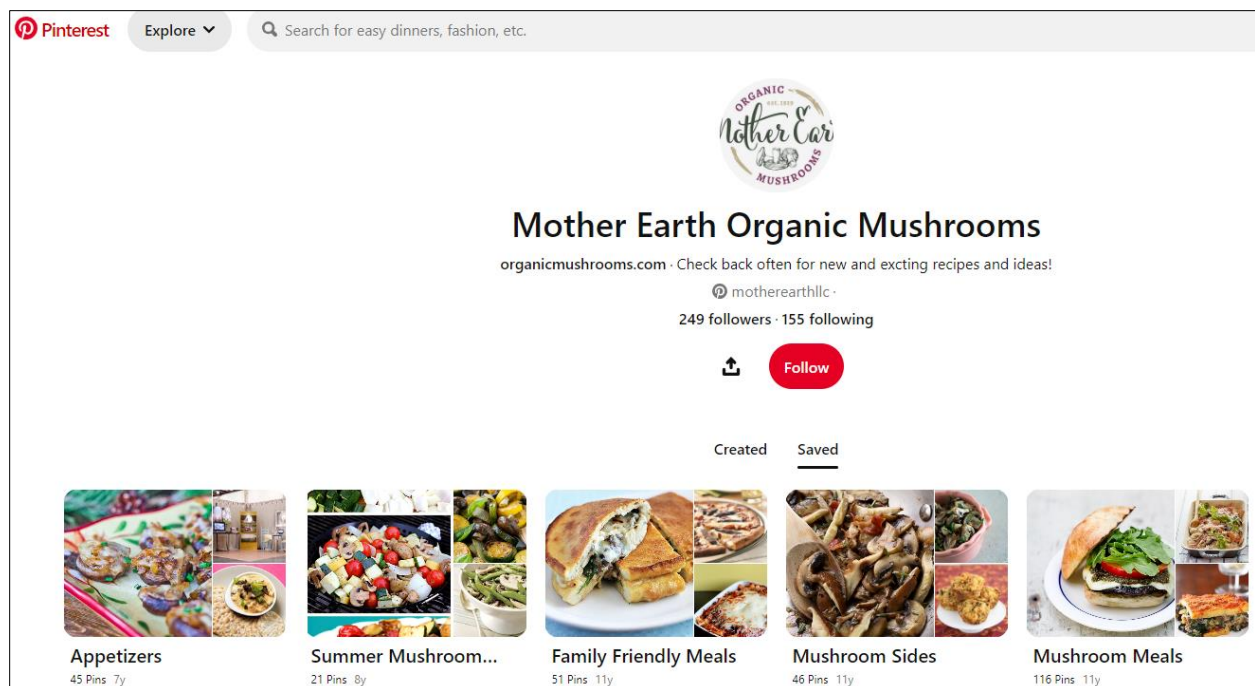 Pinterest Explore Search for easy dinners, fashion, etc.
ORGANIC
EST. 1989
Mother Ear
MUSHROOMS
Mother Earth Organic Mushrooms
organicmushrooms.com · Check back often for new and excting recipes and ideas!
motherearthllc ·
249 followers · 155 following
Follow
Created Saved
Appetizers
45 Pins 7y
Summer Mushroom...
21 Pins 8y
Family Friendly Meals
51 Pins 11y
Mushroom Sides
46 Pins 11y
Mushroom Meals
116 Pins 11y